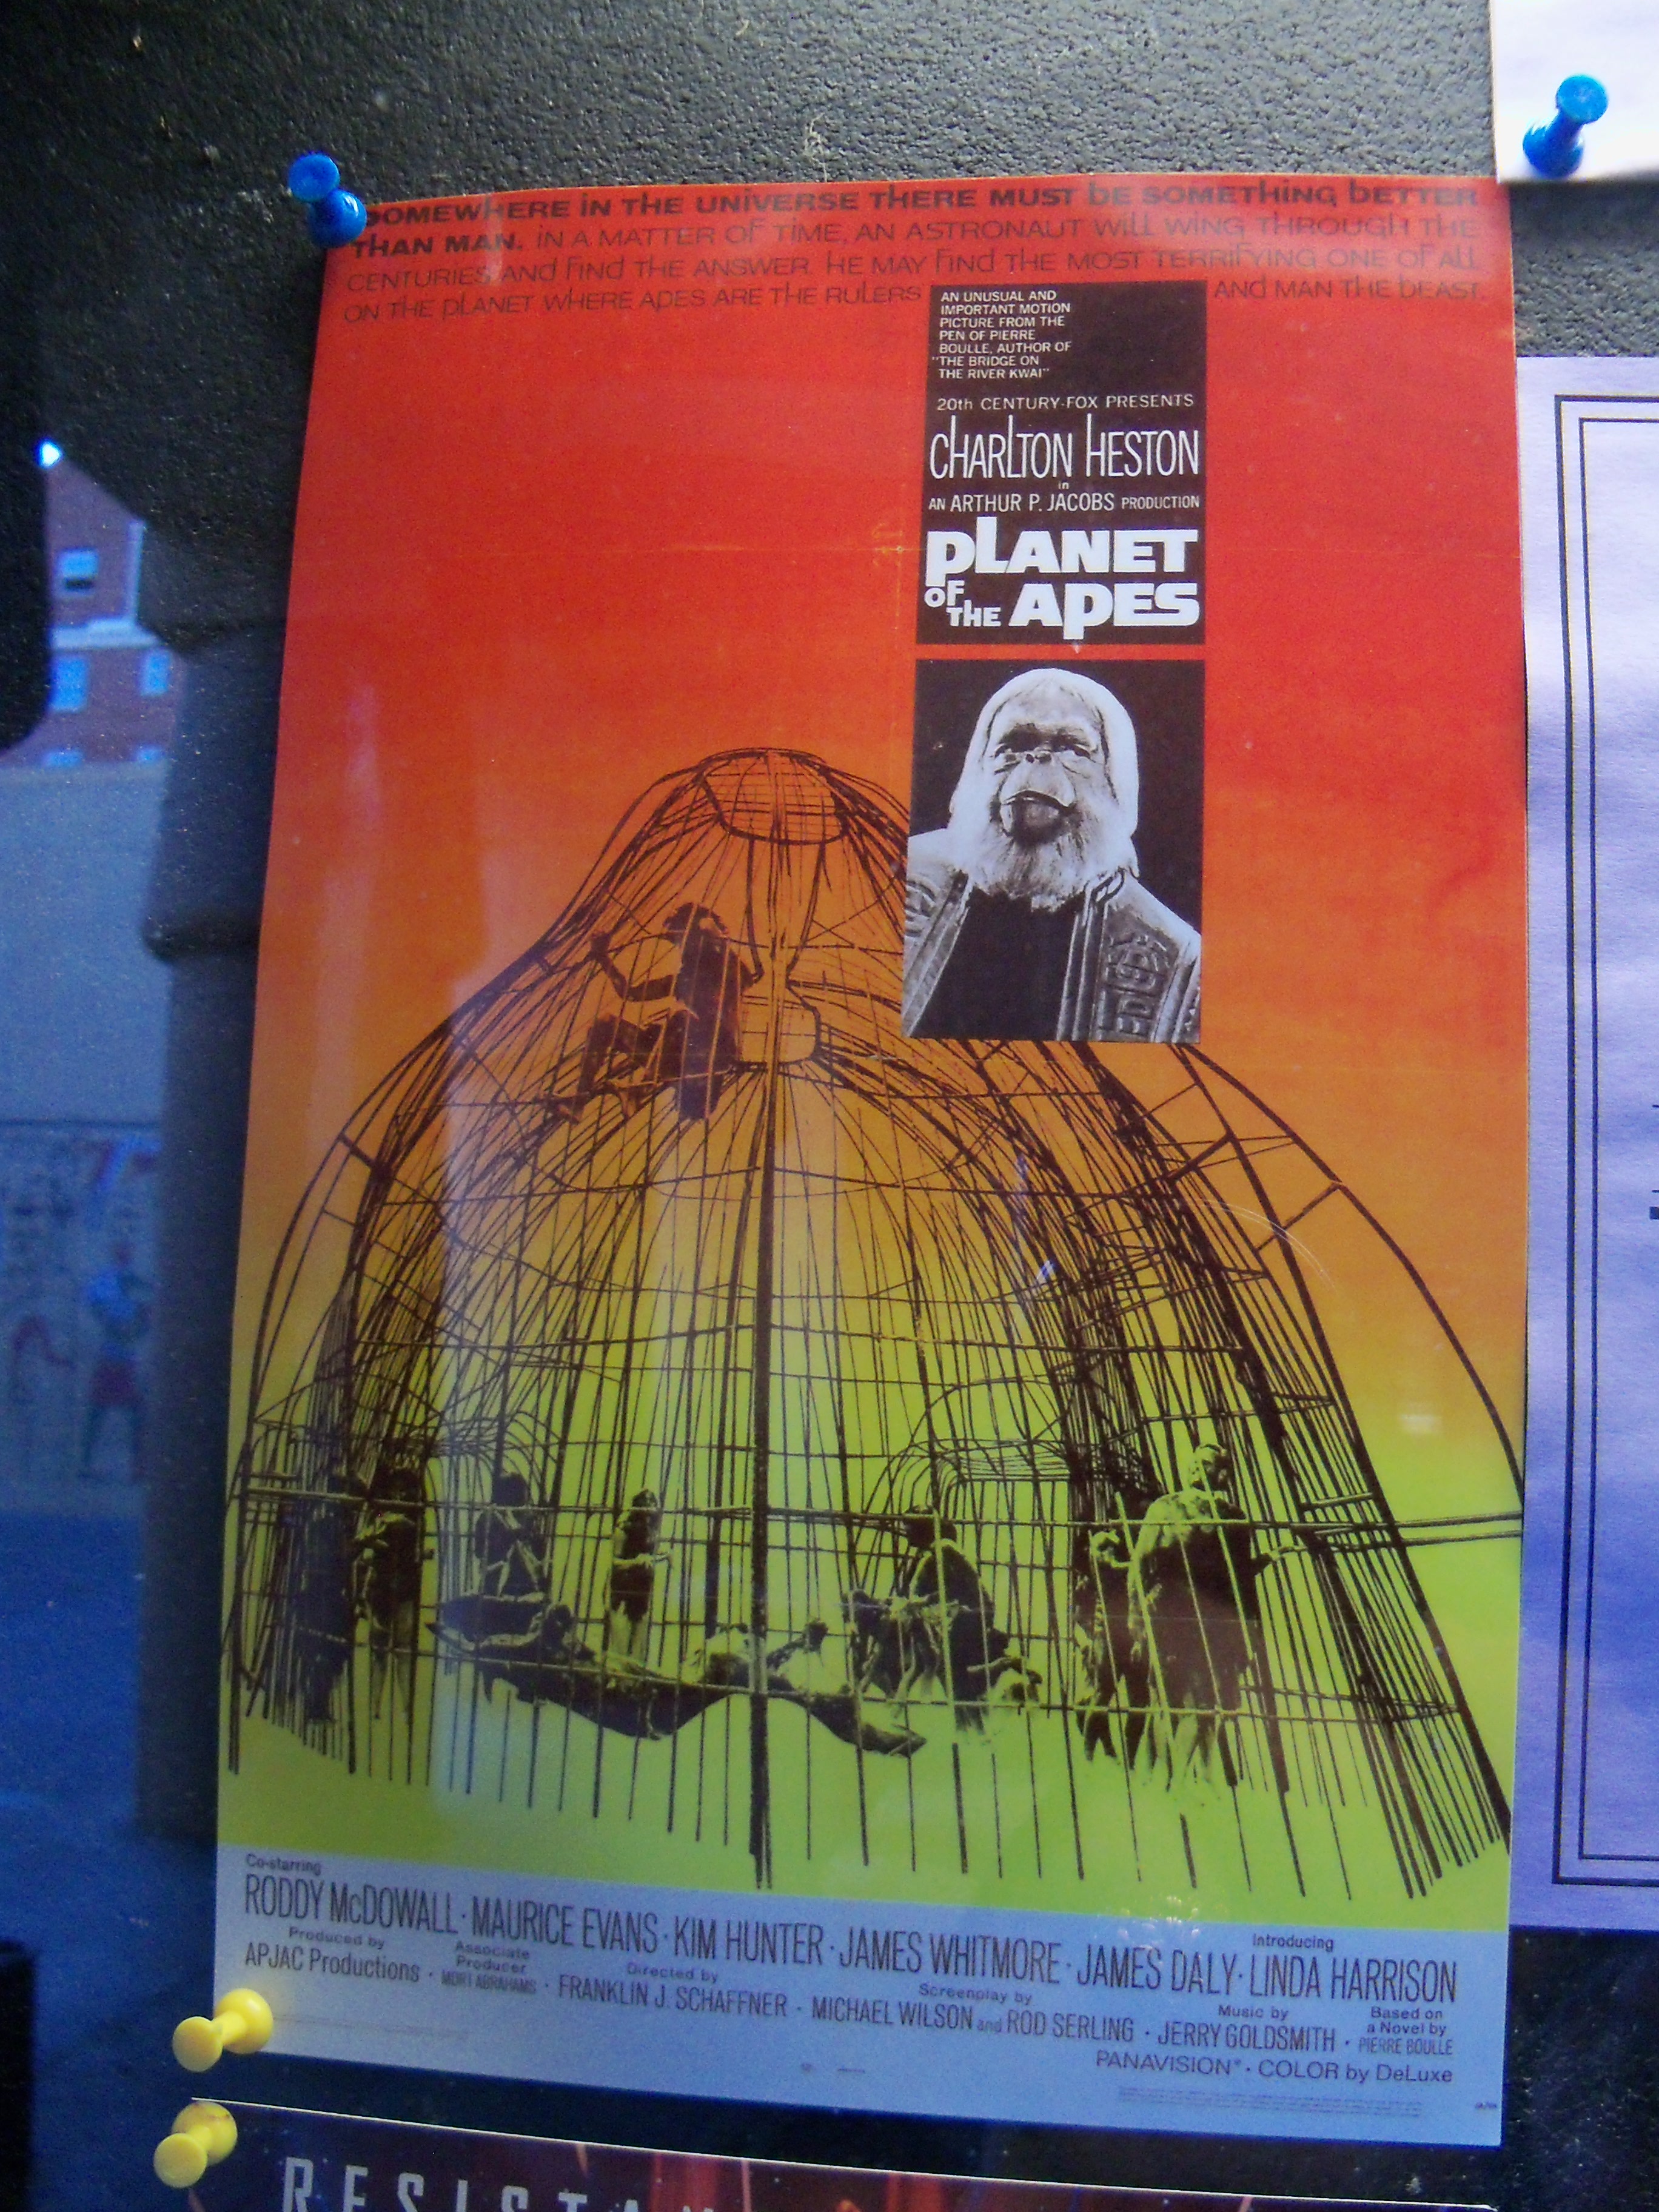 SOMEWHERE IN THE UNIVERSE THERE MUST BE SOMETHING BETTER
THAN MAN. IN A MATTER OF TIME, AN ASTRONAUT WILL WING THROUGH THE
CENTURIES AND FIND THE ANSWER. HE MAY FIND THE MOST TERRIFYING ONE OF ALL
ON THE PLANET WHERE APES ARE THE RULERS AND MAN THE BEAST.
AN UNUSUAL AND
IMPORTANT MOTION
PICTURE FROM THE
PEN OF PIERRE
BOULLE, AUTHOR OF
"THE BRIDGE ON
THE RIVER KWAI"
20th CENTURY-FOX PRESENTS
CHARLTON HESTON
in
AN ARTHUR P. JACOBS PRODUCTION
PLANET
OF THE APES
Co-starring
RODDY McDOWALL · MAURICE EVANS · KIM HUNTER · JAMES WHITMORE · JAMES DALY · Introducing LINDA HARRISON
Produced by APJAC Productions · Associate Producer MORT ABRAHAMS · Directed by FRANKLIN J. SCHAFFNER · Screenplay by MICHAEL WILSON and ROD SERLING · Music by JERRY GOLDSMITH · Based on a Novel by PIERRE BOULLE
PANAVISION® · COLOR by DeLuxe